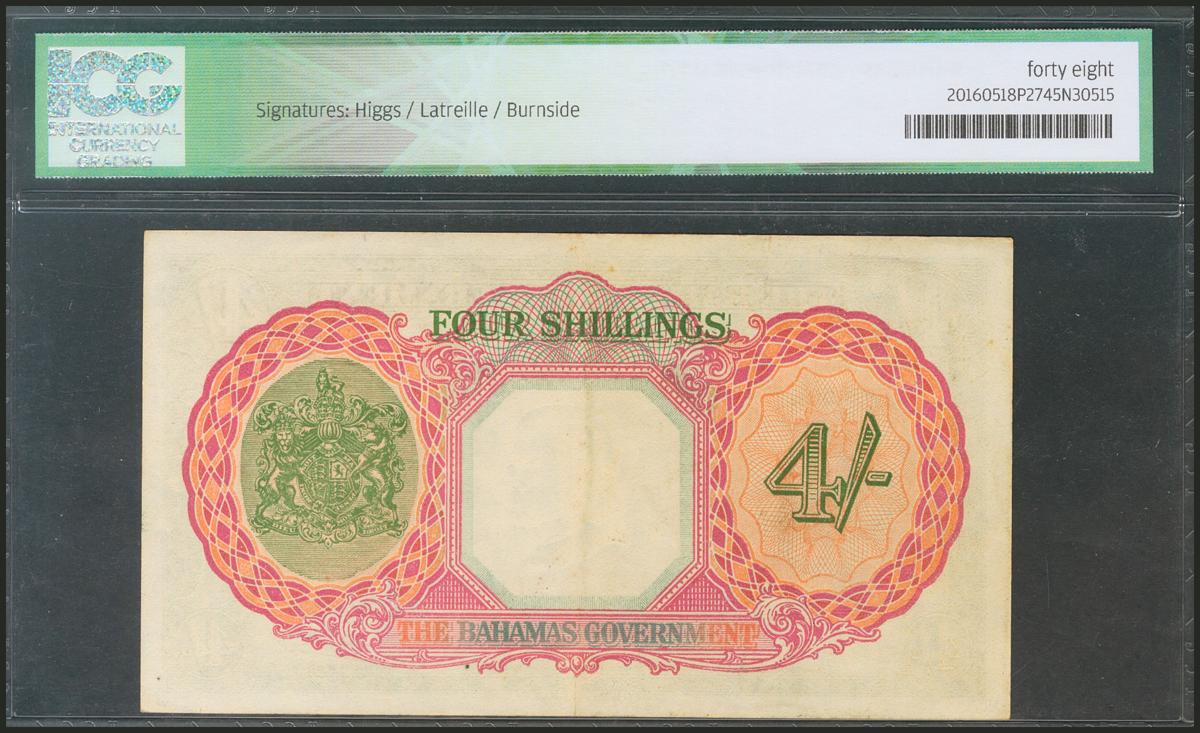 ICG
INTERNATIONAL
CURRENCY
GRADING
Signatures: Higgs / Latreille / Burnside
forty eight
20160518P2745N30515
FOUR SHILLINGS
4/-
THE BAHAMAS GOVERNMENT